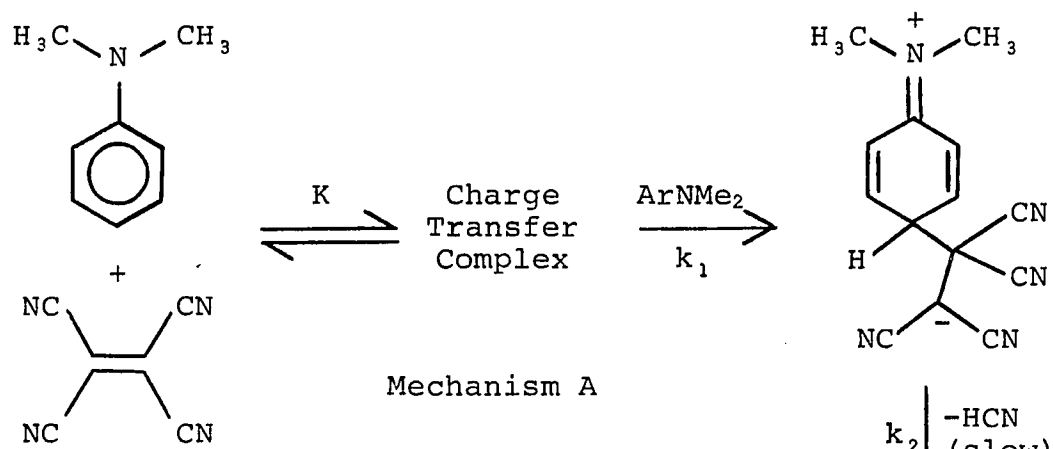 H₃C CH₃
N
+
NC CN
NC CN
K
Charge
Transfer
Complex
ArNMe₂
k₁
Mechanism A
+
H₃C CH₃
N
H
CN
CN
NC - CN
k₂ -HCN
(slow)